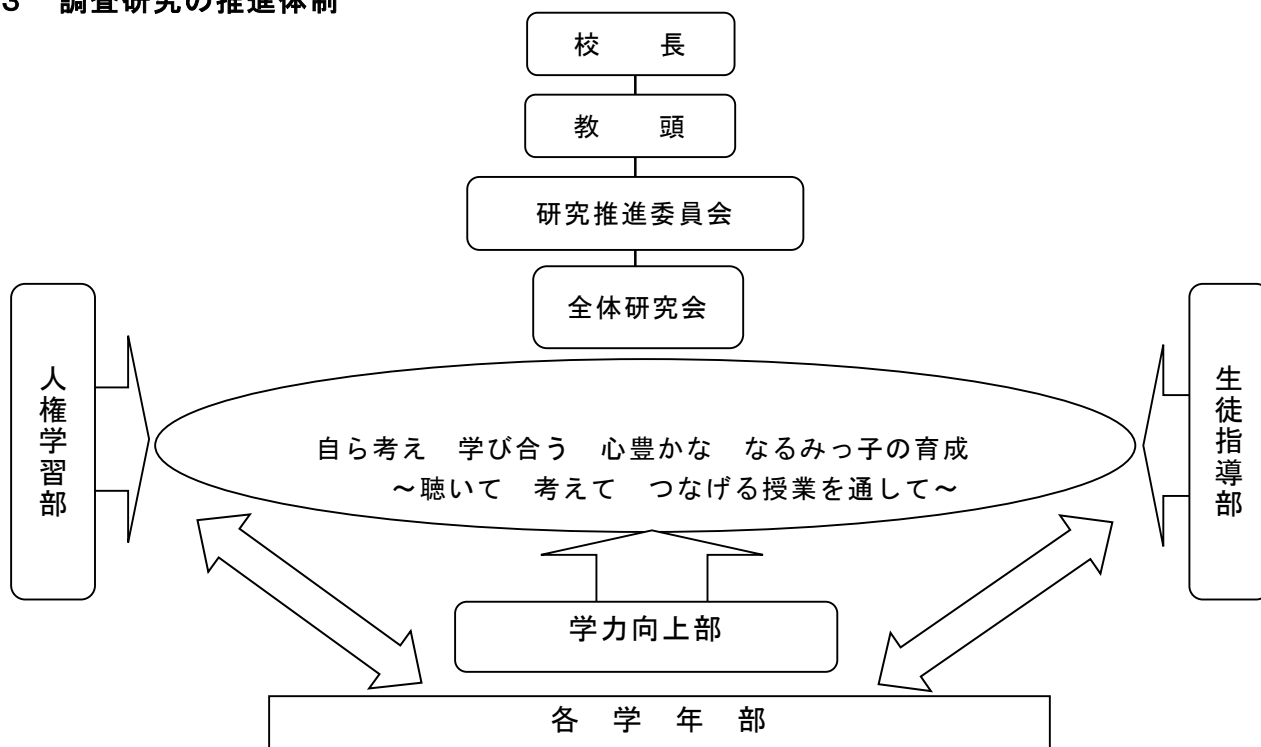 3 調査研究の推進体制
校 長
教 頭
研究推進委員会
全体研究会
人権学習部
生徒指導部
自ら考え 学び合う 心豊かな なるみっ子の育成
～聴いて 考えて つなげる授業を通して～
学力向上部
各 学 年 部